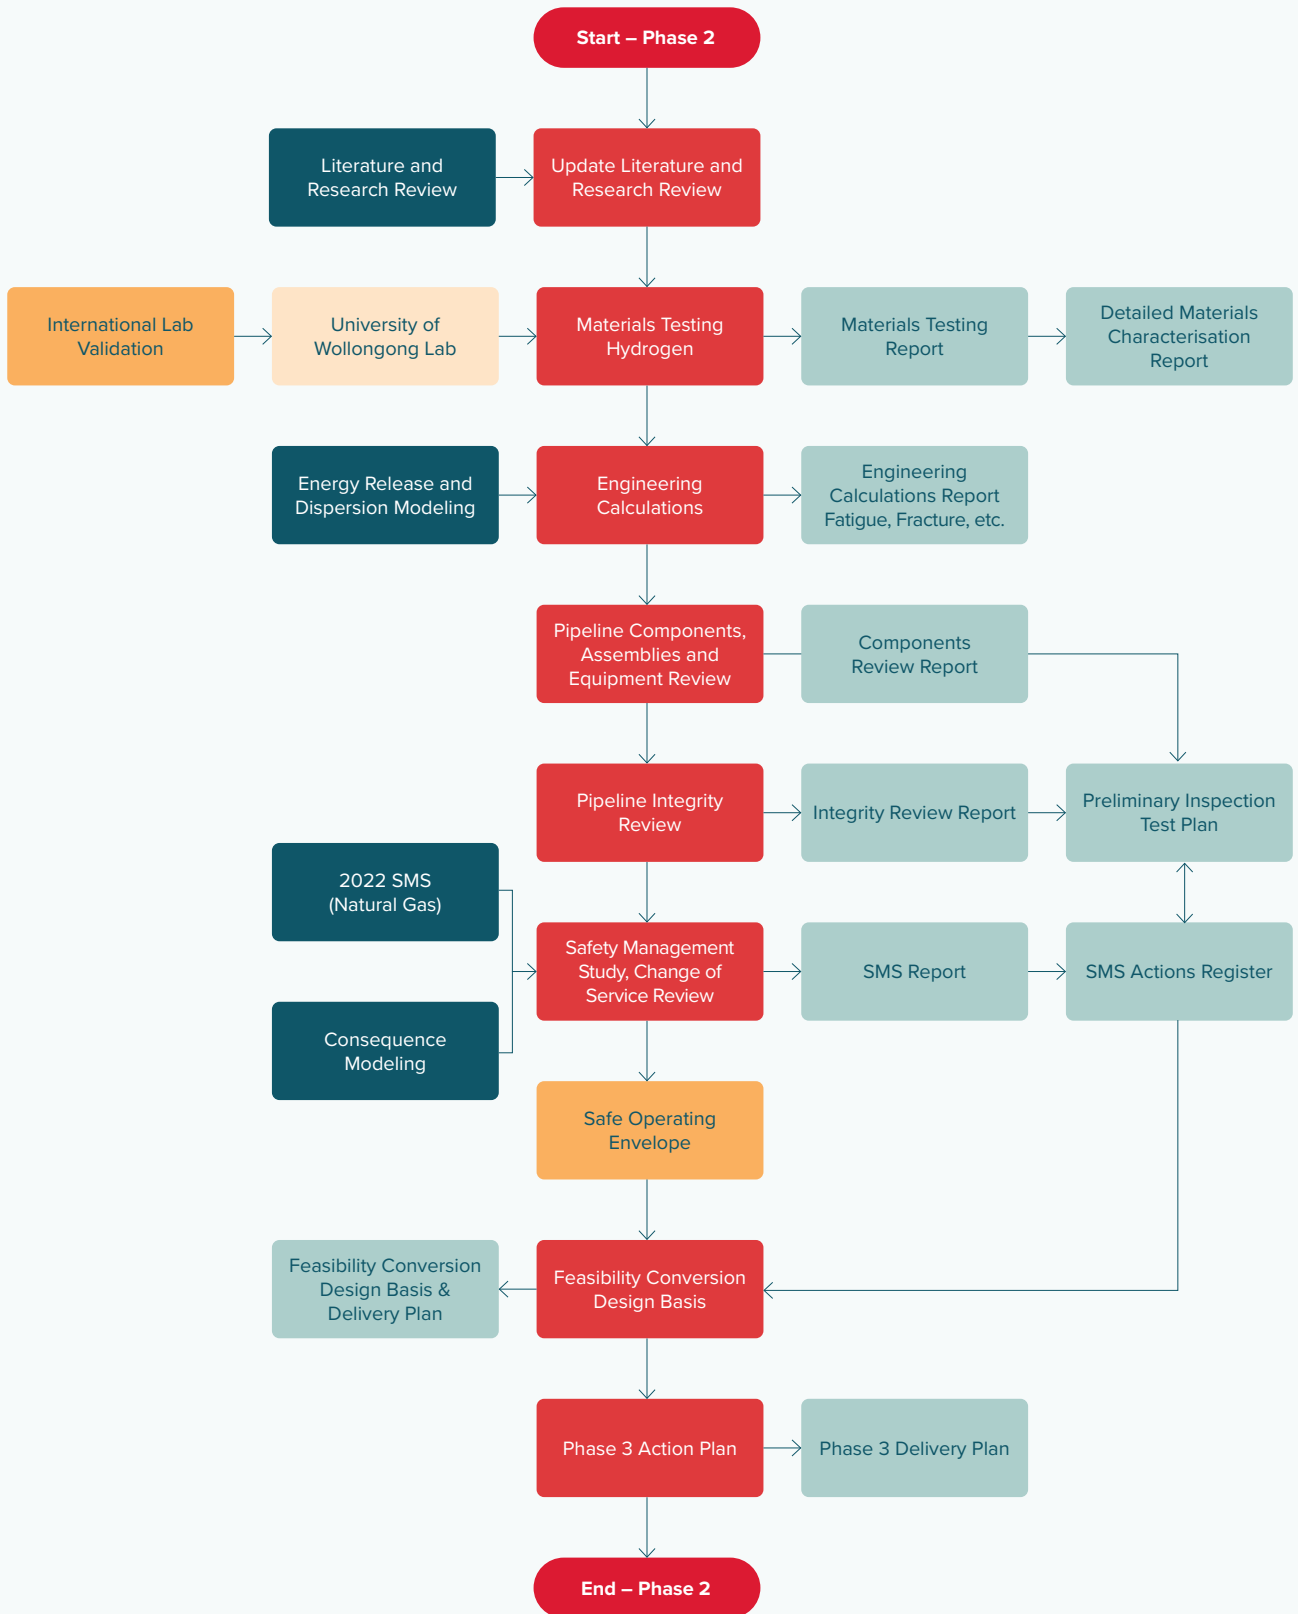 Start – Phase 2
Literature and
Research Review
Update Literature and
Research Review
International Lab
Validation
University of
Wollongong Lab
Materials Testing
Hydrogen
Materials Testing
Report
Detailed Materials
Characterisation
Report
Energy Release and
Dispersion Modeling
Engineering
Calculations
Engineering
Calculations Report
Fatigue, Fracture, etc.
Pipeline Components,
Assemblies and
Equipment Review
Components
Review Report
Pipeline Integrity
Review
Integrity Review Report
Preliminary Inspection
Test Plan
2022 SMS
(Natural Gas)
Safety Management
Study, Change of
Service Review
SMS Report
SMS Actions Register
Consequence
Modeling
Safe Operating
Envelope
Feasibility Conversion
Design Basis &
Delivery Plan
Feasibility Conversion
Design Basis
Phase 3 Action Plan
Phase 3 Delivery Plan
End – Phase 2